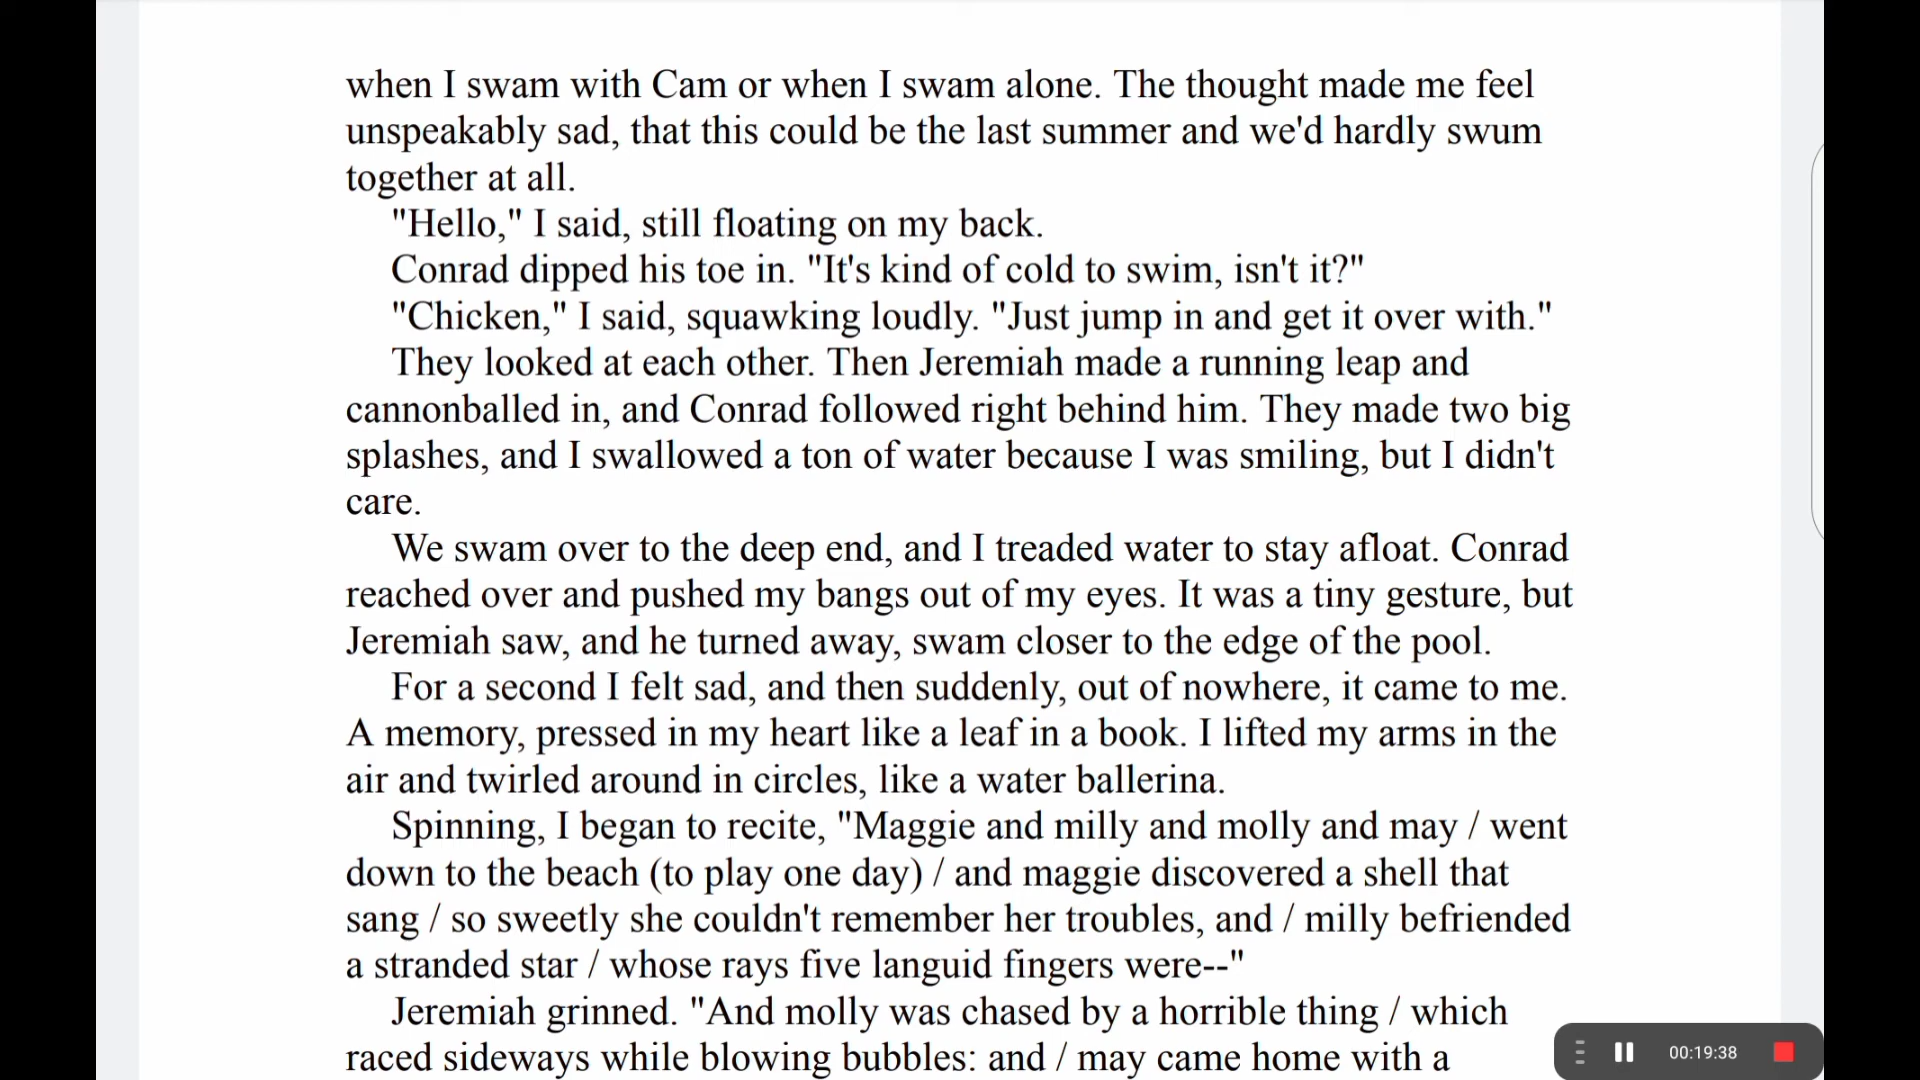 when I swam with Cam or when I swam alone. The thought made me feel
unspeakably sad, that this could be the last summer and we'd hardly swum
together at all.
"Hello," I said, still floating on my back.
Conrad dipped his toe in. "It's kind of cold to swim, isn't it?"
"Chicken," I said, squawking loudly. "Just jump in and get it over with."
They looked at each other. Then Jeremiah made a running leap and
cannonballed in, and Conrad followed right behind him. They made two big
splashes, and I swallowed a ton of water because I was smiling, but I didn't
care.
We swam over to the deep end, and I treaded water to stay afloat. Conrad
reached over and pushed my bangs out of my eyes. It was a tiny gesture, but
Jeremiah saw, and he turned away, swam closer to the edge of the pool.
For a second I felt sad, and then suddenly, out of nowhere, it came to me.
A memory, pressed in my heart like a leaf in a book. I lifted my arms in the
air and twirled around in circles, like a water ballerina.
Spinning, I began to recite, "Maggie and milly and molly and may / went
down to the beach (to play one day) / and maggie discovered a shell that
sang / so sweetly she couldn't remember her troubles, and / milly befriended
a stranded star / whose rays five languid fingers were--"
Jeremiah grinned. "And molly was chased by a horrible thing / which
raced sideways while blowing bubbles: and / may came home with a
00:19:38